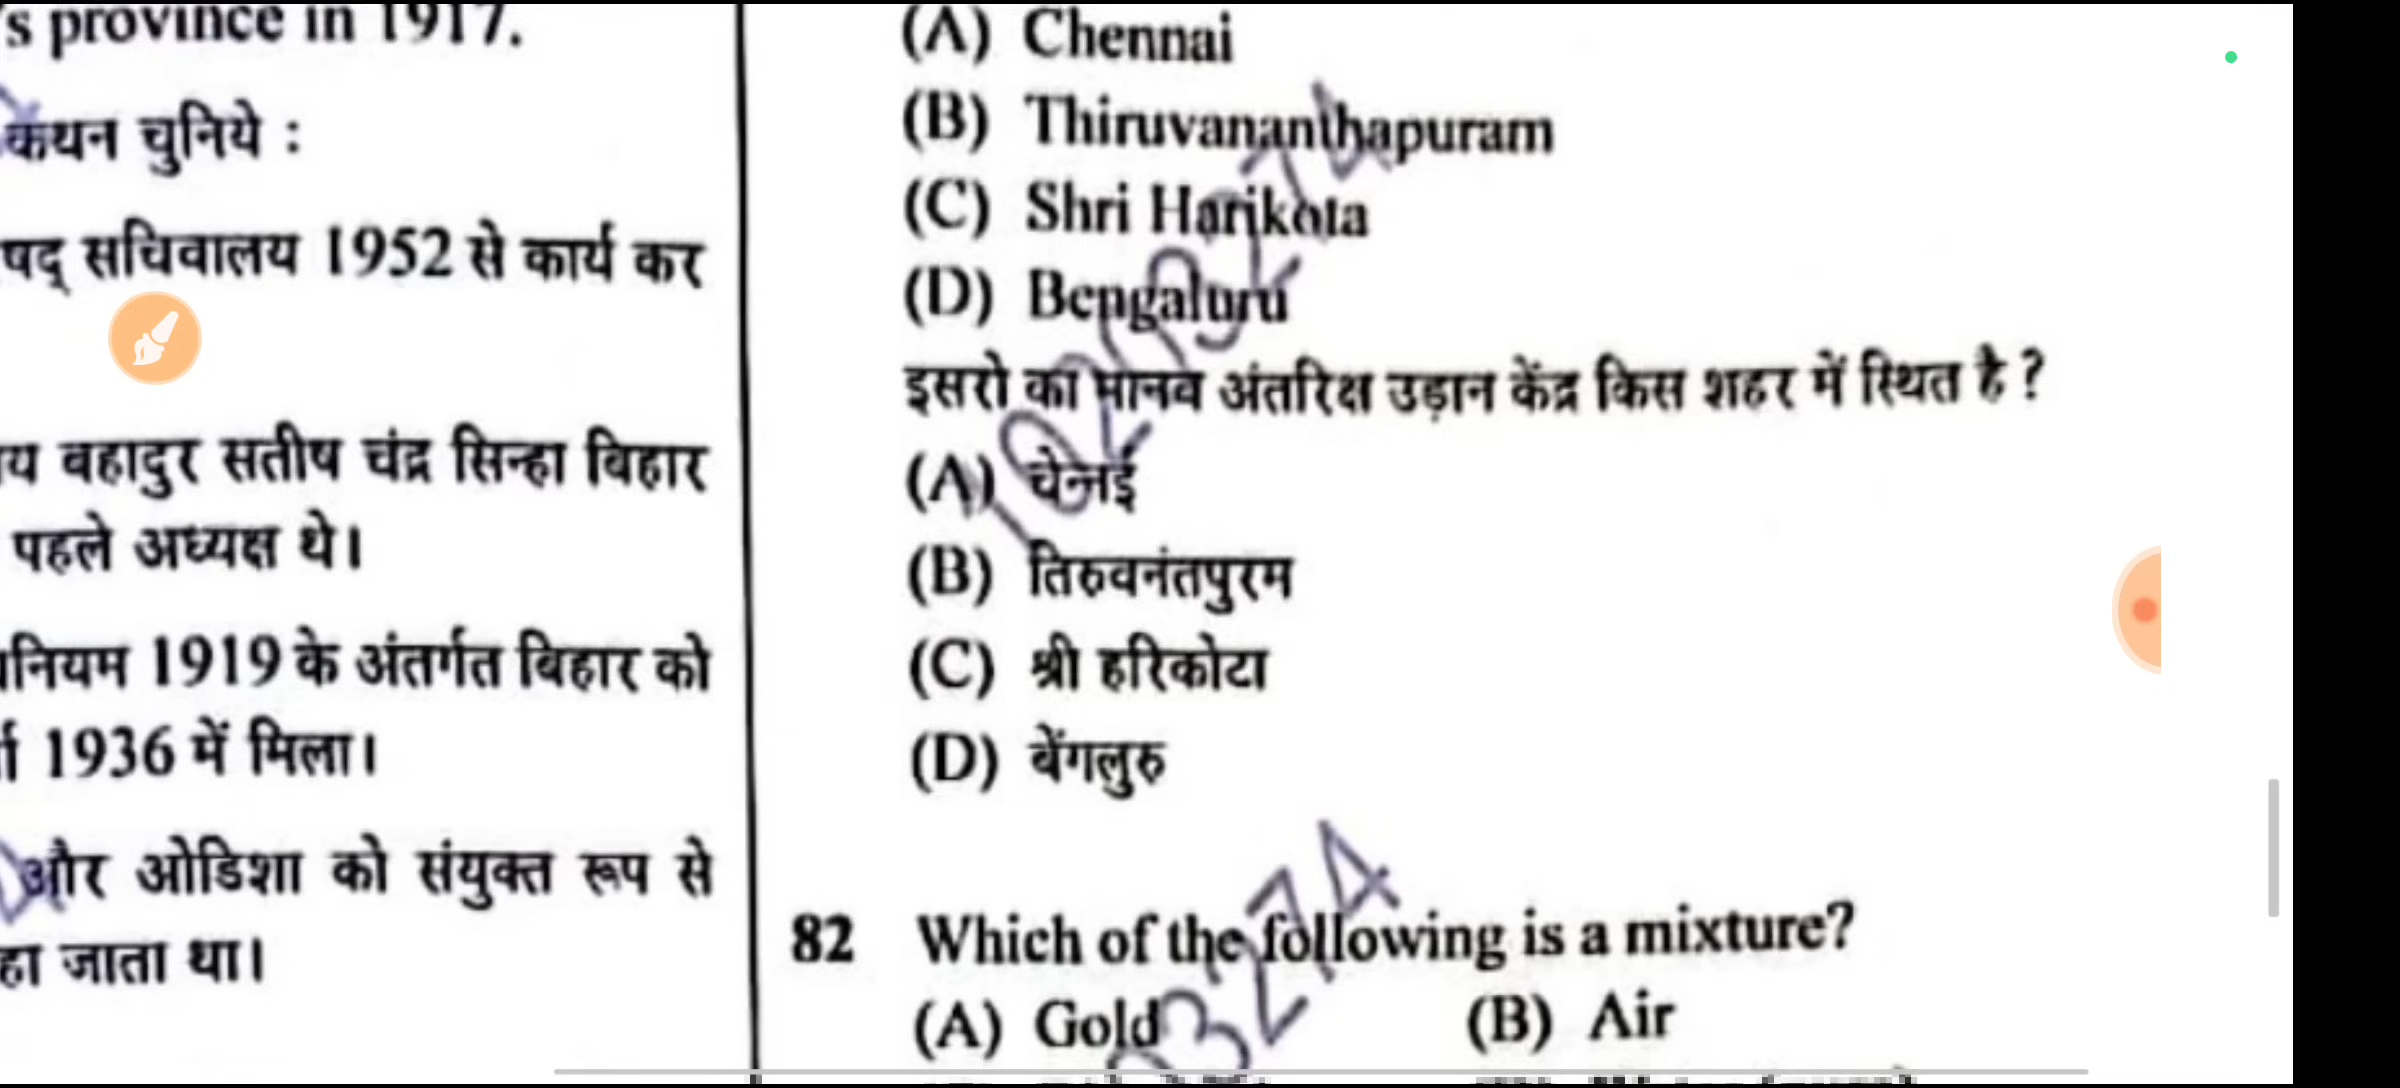 's province in 1917.
कथन चुनिये :
षद् सचिवालय 1952 से कार्य कर
य बहादुर सतीष चंद्र सिन्हा बिहार
पहले अध्यक्ष थे।
नियम 1919 के अंतर्गत बिहार को
1936 में मिला।
और ओडिशा को संयुक्त रूप से
हा जाता था।
(A) Chennai
(B) Thiruvananthapuram
(C) Shri Harikota
(D) Bengaluru
इसरो का मानव अंतरिक्ष उड़ान केंद्र किस शहर में स्थित है ?
(A) चेन्नई
(B) तिरुवनंतपुरम
(C) श्री हरिकोटा
(D) बेंगलुरु
82 Which of the following is a mixture?
(A) Gold (B) Air